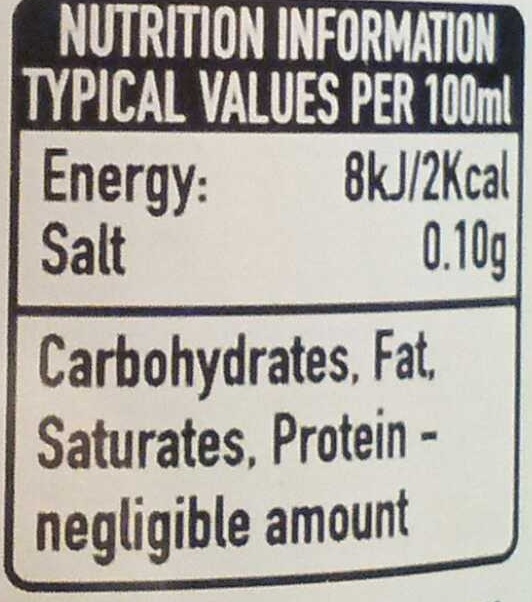 NUTRITION INFORMATION
TYPICAL VALUES PER 100ml
Energy: 8kJ/2Kcal
Salt 0.10g
Carbohydrates, Fat,
Saturates, Protein -
negligible amount